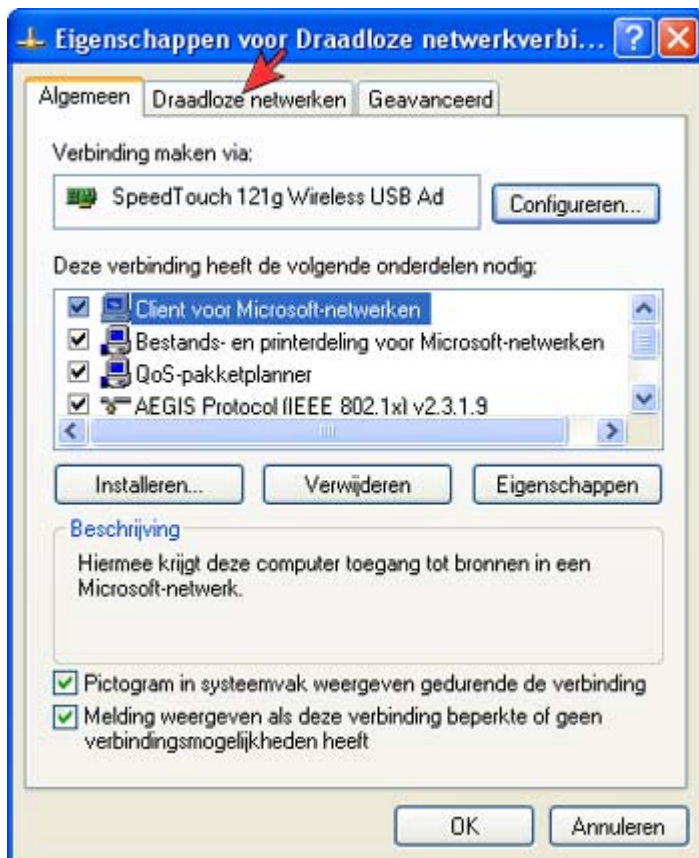 Eigenschappen voor Draadloze netwerkverbi...
Algemeen Draadloze netwerken Geavanceerd
Verbinding maken via:
SpeedTouch 121g Wireless USB Ad Configureren...
Deze verbinding heeft de volgende onderdelen nodig:
Client voor Microsoft-netwerken
Bestands- en printerdeling voor Microsoft-netwerken
QoS-pakketplanner
AEGIS Protocol (IEEE 802.1x) v2.3.1.9
Installeren... Verwijderen Eigenschappen
Beschrijving
Hiermee krijgt deze computer toegang tot bronnen in een
Microsoft-netwerk.
Pictogram in systeemvak weergeven gedurende de verbinding
Melding weergeven als deze verbinding beperkte of geen
verbindingsmogelijkheden heeft
OK Annuleren